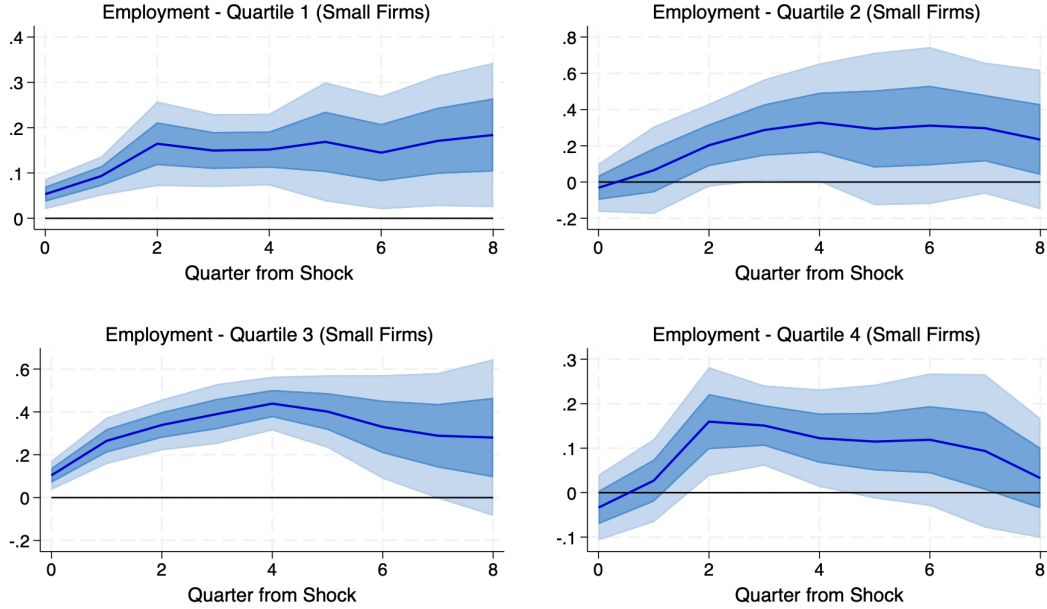 Employment - Quartile 1 (Small Firms)
.4
.3
.2
.1
0
0 2 4 6 8
Quarter from Shock
Employment - Quartile 2 (Small Firms)
.8
.6
.4
.2
0
-.2
0 2 4 6 8
Quarter from Shock
Employment - Quartile 3 (Small Firms)
.6
.4
.2
0
-.2
0 2 4 6 8
Quarter from Shock
Employment - Quartile 4 (Small Firms)
.3
.2
.1
0
-.1
0 2 4 6 8
Quarter from Shock